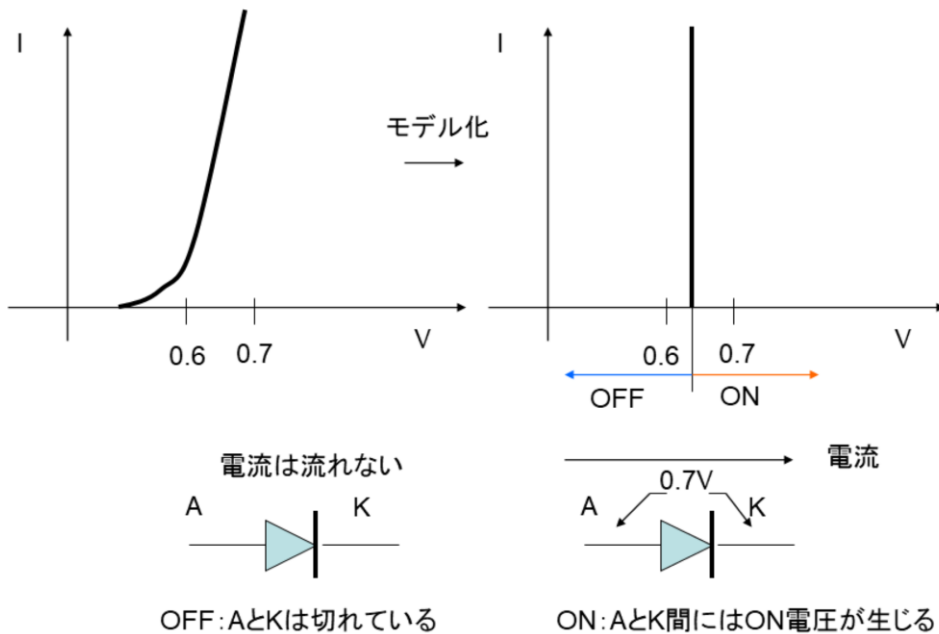 I
I
モデル化
V
V
0.6
0.7
0.6
0.7
OFF
ON
電流は流れない
電流
0.7V
A
K
A
K
OFF:AとKは切れている
ON:AとK間にはON電圧が生じる